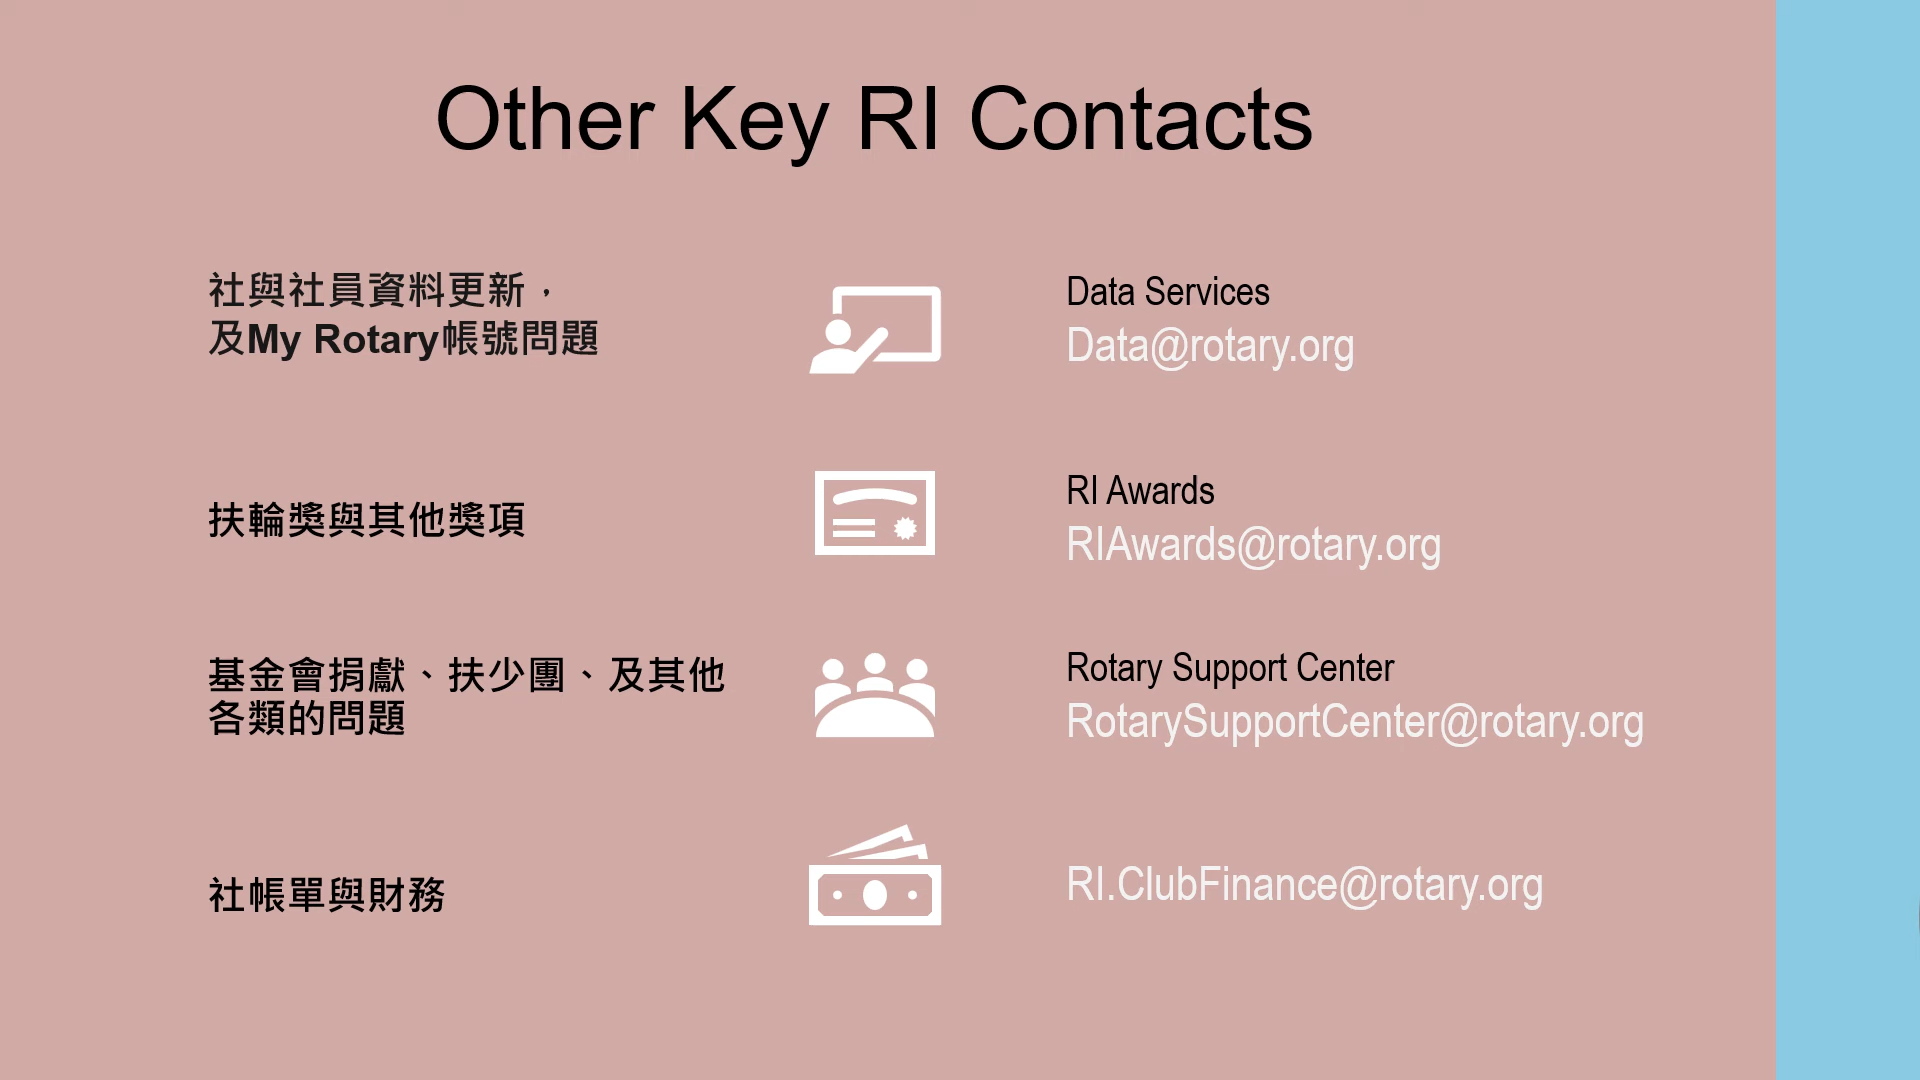 Other Key RI Contacts
社與社員資料更新，
及My Rotary帳號問題
Data Services
Data@rotary.org
扶輪獎與其他獎項
RI Awards
RIAwards@rotary.org
基金會捐獻、扶少團、及其他
各類的問題
Rotary Support Center
RotarySupportCenter@rotary.org
社帳單與財務
RI.ClubFinance@rotary.org